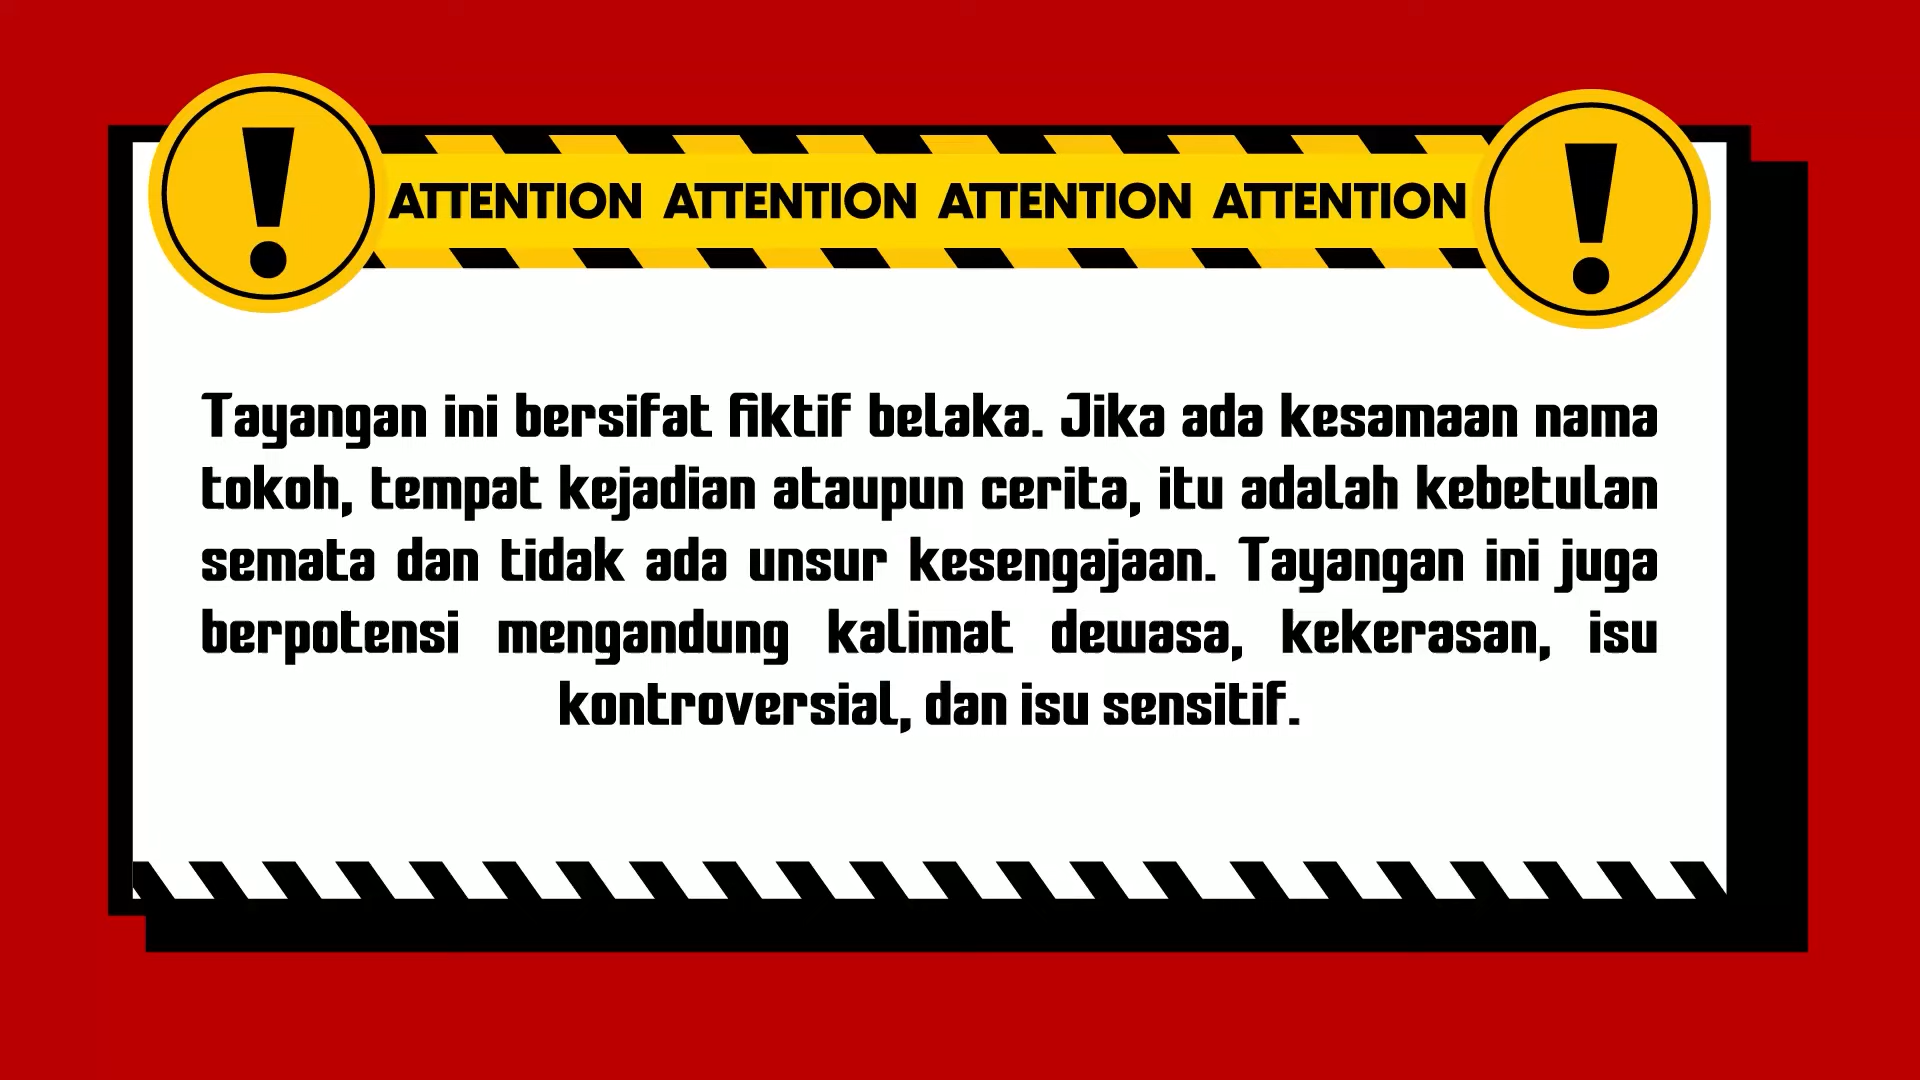 ATTENTION ATTENTION ATTENTION ATTENTION
Tayangan ini bersifat fiktif belaka. Jika ada kesamaan nama
tokoh, tempat kejadian ataupun cerita, itu adalah kebetulan
semata dan tidak ada unsur kesengajaan. Tayangan ini juga
berpotensi mengandung kalimat dewasa, kekerasan, isu
kontroversial, dan isu sensitif.